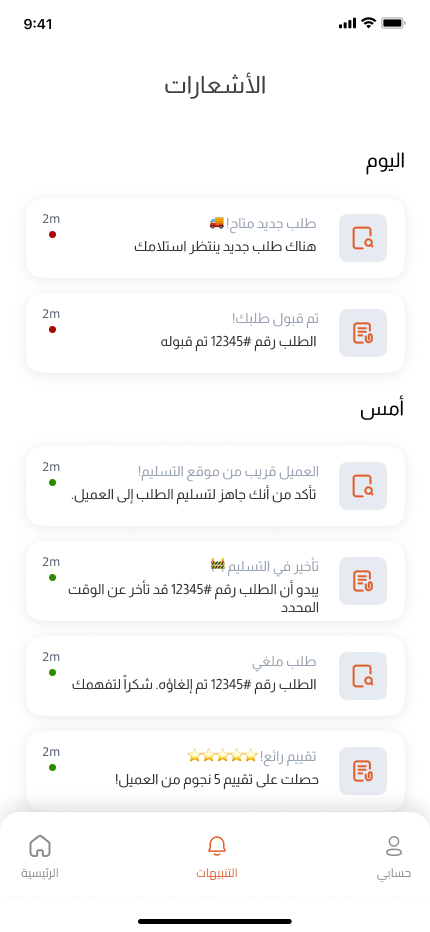 9:41
الأشعارات
اليوم
طلب جديد متاح! 🚚
2m
هناك طلب جديد ينتظر استلامك
تم قبول طلبك!
2m
الطلب رقم #12345 تم قبوله
أمس
العميل قريب من موقع التسليم!
2m
تأكد من أنك جاهز لتسليم الطلب إلى العميل.
تأخير في التسليم 🚧
2m
يبدو أن الطلب رقم #12345 قد تأخر عن الوقت
المحدد
طلب ملغي
2m
الطلب رقم #12345 تم إلغاؤه. شكراً لتفهمك
تقييم رائع! ⭐⭐⭐⭐⭐
2m
حصلت على تقييم 5 نجوم من العميل!
حسابي
التنبيهات
الرئيسية